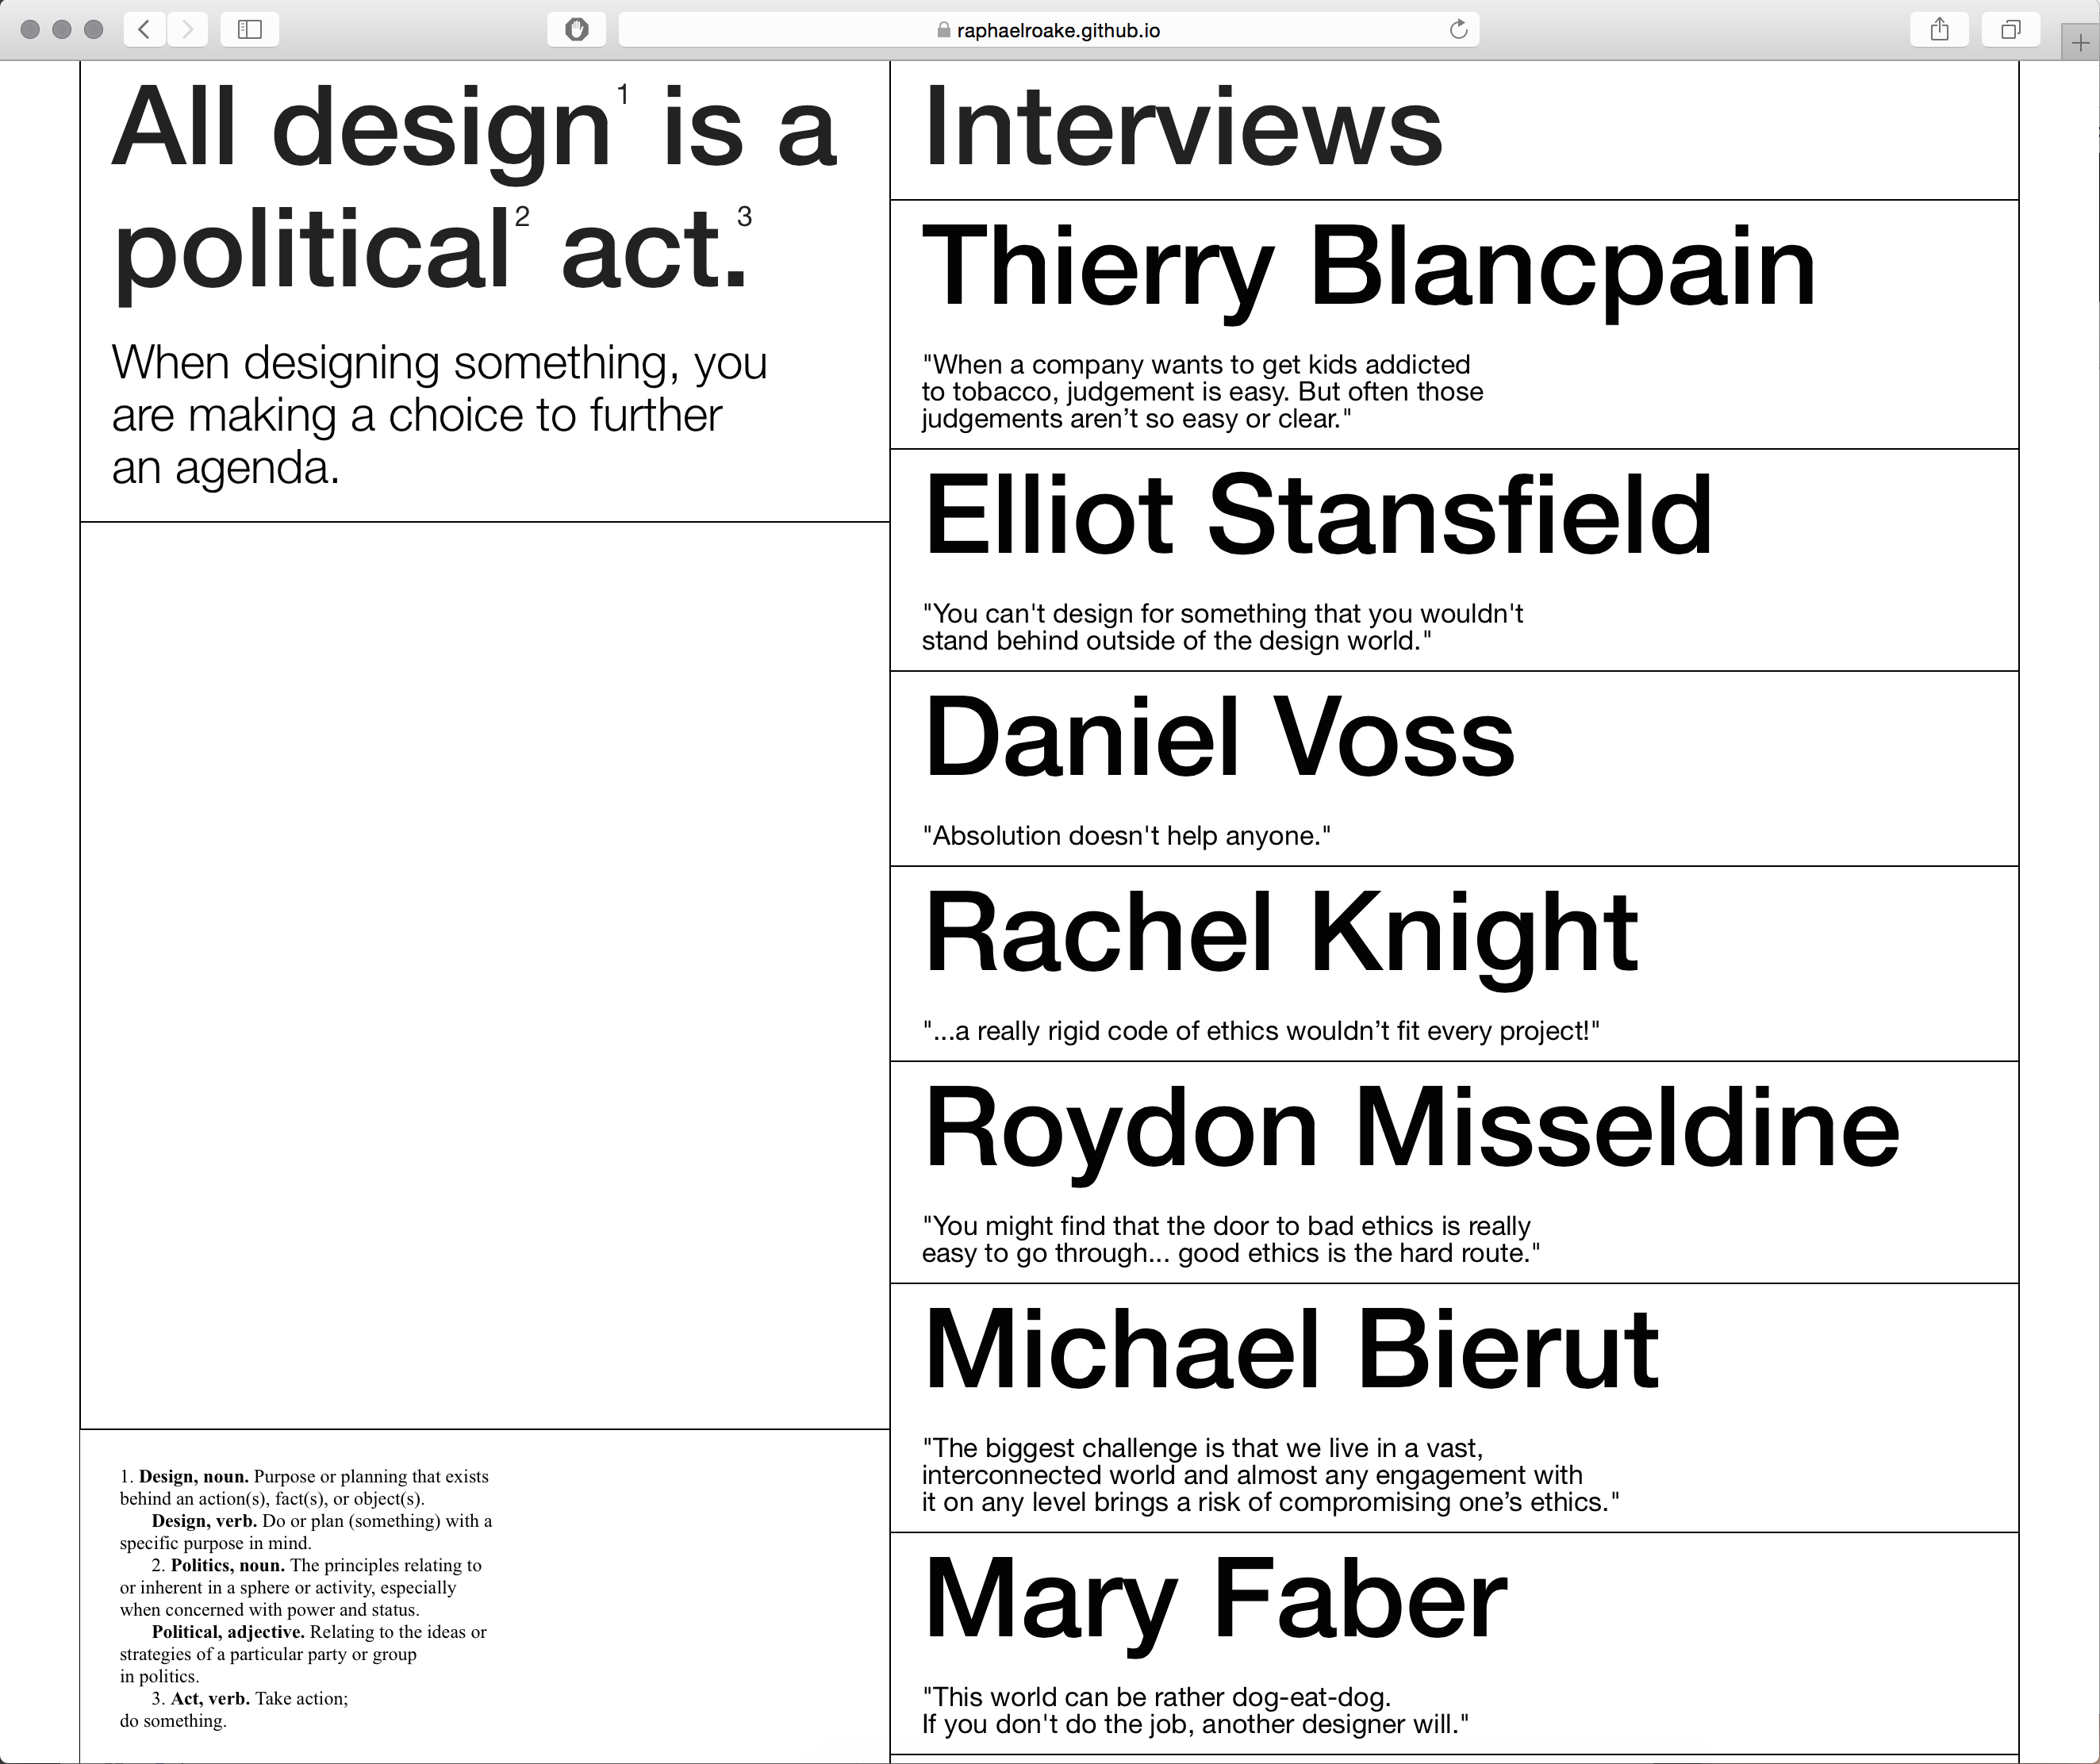 raphaelroake.github.io
All design¹ is a
political² act.³
When designing something, you
are making a choice to further
an agenda.
1. Design, noun. Purpose or planning that exists
behind an action(s), fact(s), or object(s).
Design, verb. Do or plan (something) with a
specific purpose in mind.
2. Politics, noun. The principles relating to
or inherent in a sphere or activity, especially
when concerned with power and status.
Political, adjective. Relating to the ideas or
strategies of a particular party or group
in politics.
3. Act, verb. Take action;
do something.
Interviews
Thierry Blancpain
"When a company wants to get kids addicted
to tobacco, judgement is easy. But often those
judgements aren’t so easy or clear."
Elliot Stansfield
"You can't design for something that you wouldn't
stand behind outside of the design world."
Daniel Voss
"Absolution doesn't help anyone."
Rachel Knight
"...a really rigid code of ethics wouldn’t fit every project!"
Roydon Misseldine
"You might find that the door to bad ethics is really
easy to go through... good ethics is the hard route."
Michael Bierut
"The biggest challenge is that we live in a vast,
interconnected world and almost any engagement with
it on any level brings a risk of compromising one’s ethics."
Mary Faber
"This world can be rather dog-eat-dog.
If you don't do the job, another designer will."